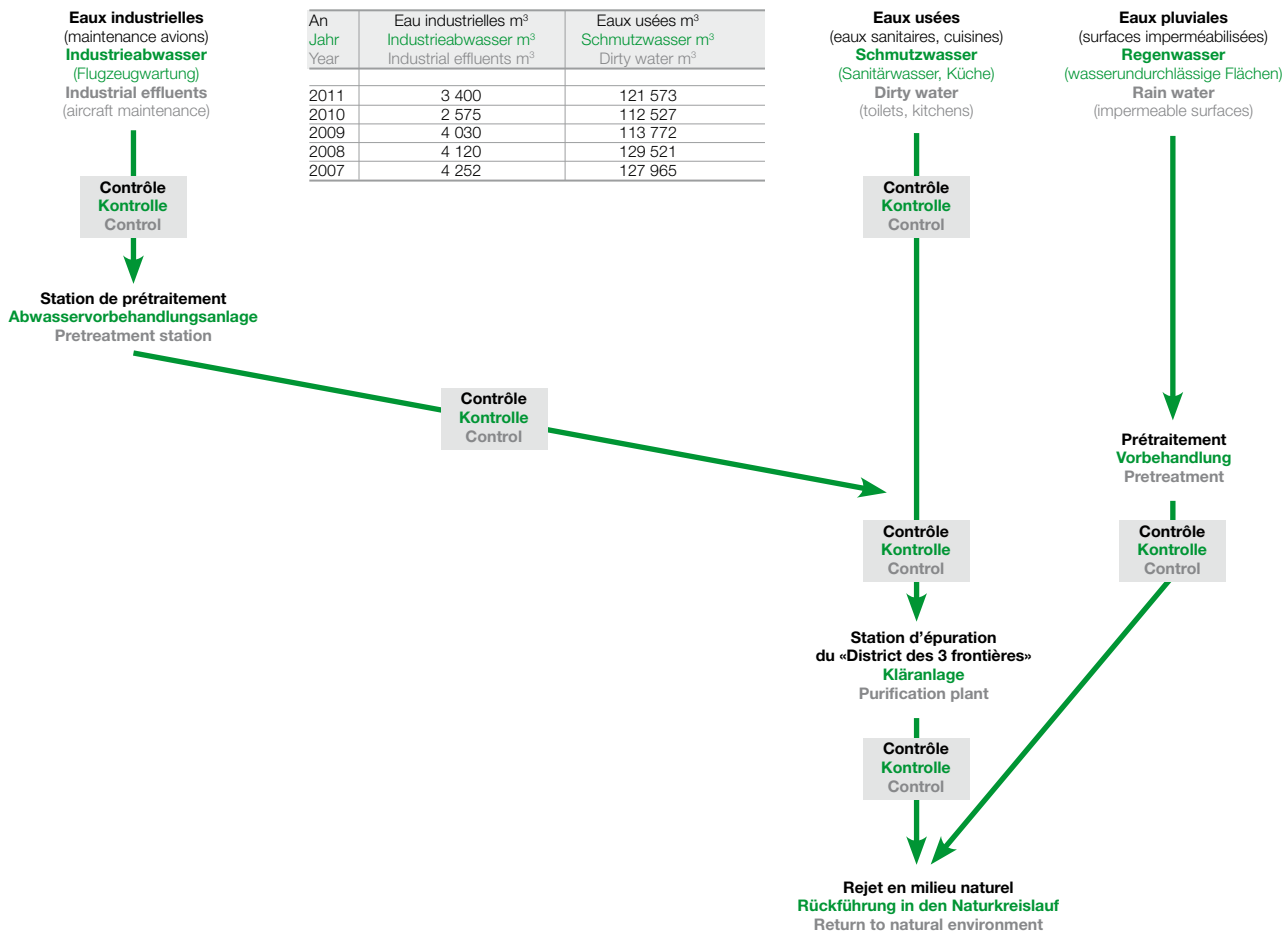 Eaux industrielles
(maintenance avions)
Industrieabwasser
(Flugzeugwartung)
Industrial effluents
(aircraft maintenance)
An Eau industrielles m³ Eaux usées m³
Jahr Industrieabwasser m³ Schmutzwasser m³
Year Industrial effluents m³ Dirty water m³
2011 3 400 121 573
2010 2 575 112 527
2009 4 030 113 772
2008 4 120 129 521
2007 4 252 127 965
Eaux usées
(eaux sanitaires, cuisines)
Schmutzwasser
(Sanitärwasser, Küche)
Dirty water
(toilets, kitchens)
Eaux pluviales
(surfaces imperméabilisées)
Regenwasser
(wasserundurchlässige Flächen)
Rain water
(impermeable surfaces)
Contrôle
Kontrolle
Control
Contrôle
Kontrolle
Control
Station de prétraitement
Abwasservorbehandlungsanlage
Pretreatment station
Contrôle
Kontrolle
Control
Prétraitement
Vorbehandlung
Pretreatment
Contrôle
Kontrolle
Control
Contrôle
Kontrolle
Control
Station d'épuration
du «District des 3 frontières»
Kläranlage
Purification plant
Contrôle
Kontrolle
Control
Rejet en milieu naturel
Rückführung in den Naturkreislauf
Return to natural environment